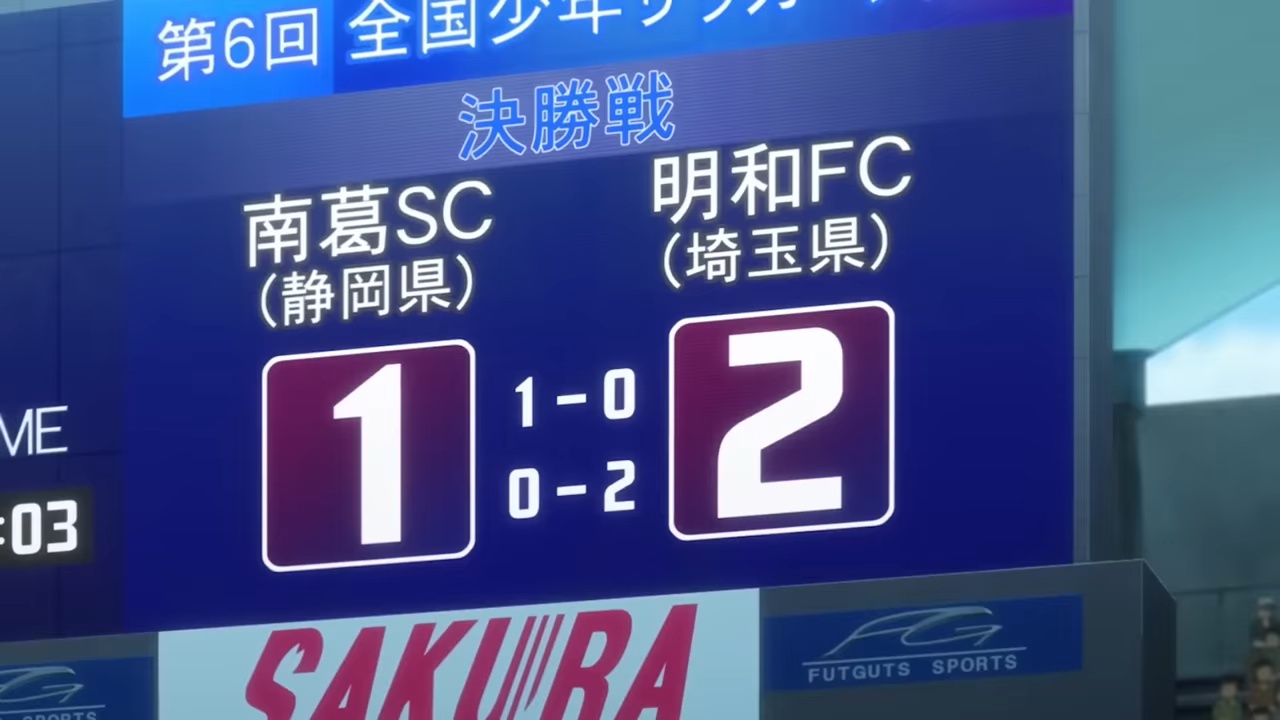 第6回 全国少年サッカー
決勝戦
南葛SC
(静岡県)
明和FC
(埼玉県)
1
1-0
0-2
2
ME
:03
SAKURA
FG
FUTGUTS SPORTS
SPORTS